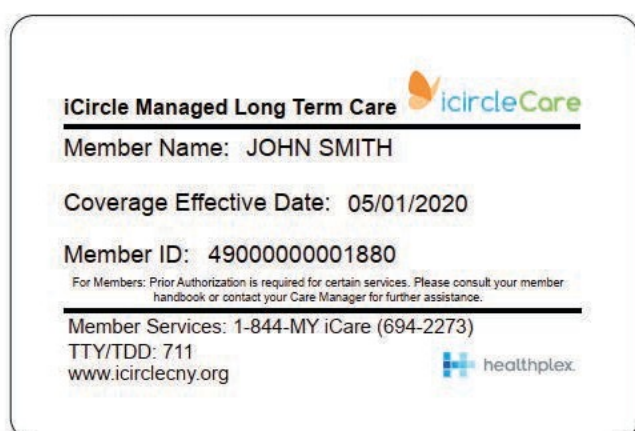 iCircle Managed Long Term Care
icircleCare
Member Name: JOHN SMITH
Coverage Effective Date: 05/01/2020
Member ID: 49000000001880
For Members: Prior Authorization is required for certain services. Please consult your member
handbook or contact your Care Manager for further assistance.
Member Services: 1-844-MY iCare (694-2273)
TTY/TDD: 711
www.icirclecny.org
healthplex.